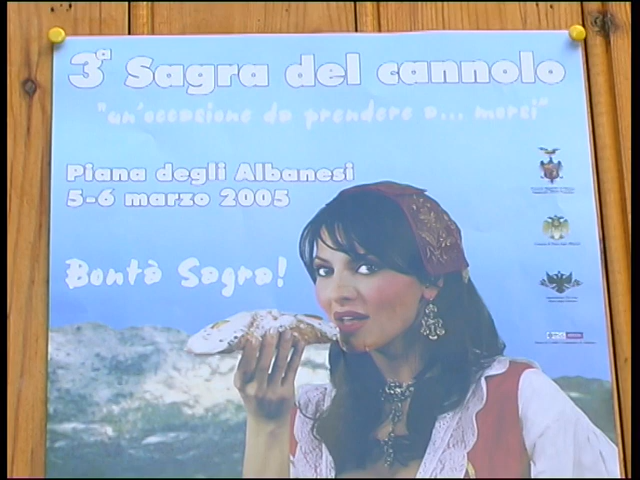 3ª Sagra del cannolo
"un'occasione da prendere a... morsi"
Piana degli Albanesi
5-6 marzo 2005
Bontà Sagra!